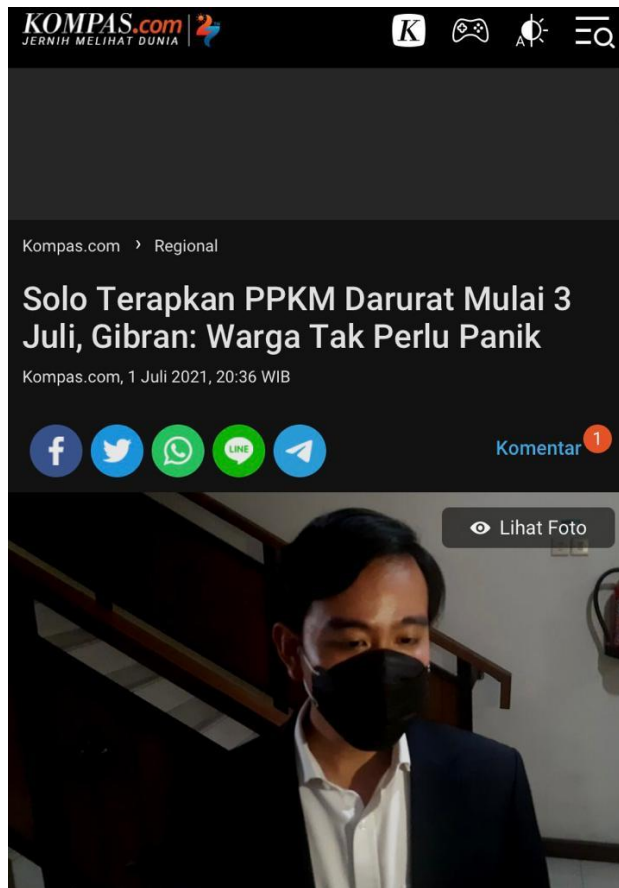 KOMPAS.com
JERNIH MELIHAT DUNIA
K
A
Kompas.com › Regional
Solo Terapkan PPKM Darurat Mulai 3
Juli, Gibran: Warga Tak Perlu Panik
Kompas.com, 1 Juli 2021, 20:36 WIB
f
LINE
Komentar 1
Lihat Foto